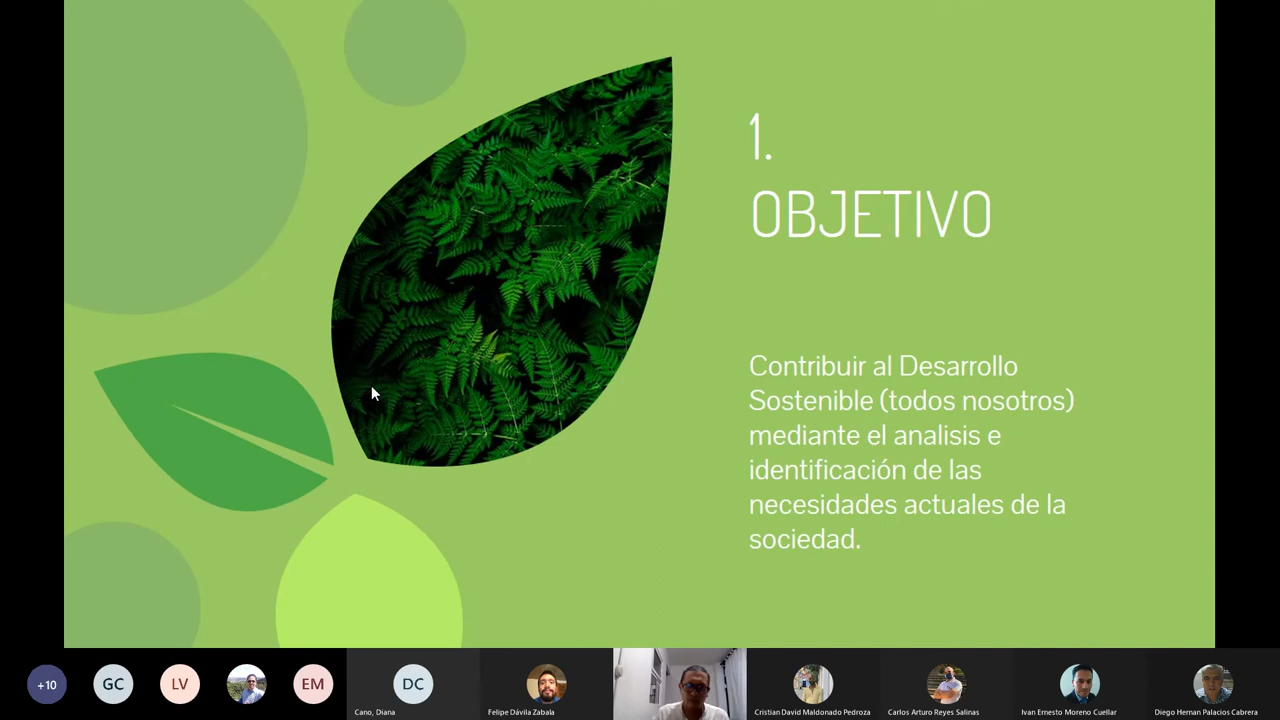 1.
OBJETIVO
Contribuir al Desarrollo
Sostenible (todos nosotros)
mediante el analisis e
identificación de las
necesidades actuales de la
sociedad.
+10
GC
LV
EM
DC
Cano, Diana
Felipe Dávila Zabala
Cristian David Maldonado Pedroza
Carlos Arturo Reyes Salinas
Ivan Ernesto Moreno Cuellar
Diego Hernan Palacios Cabrera